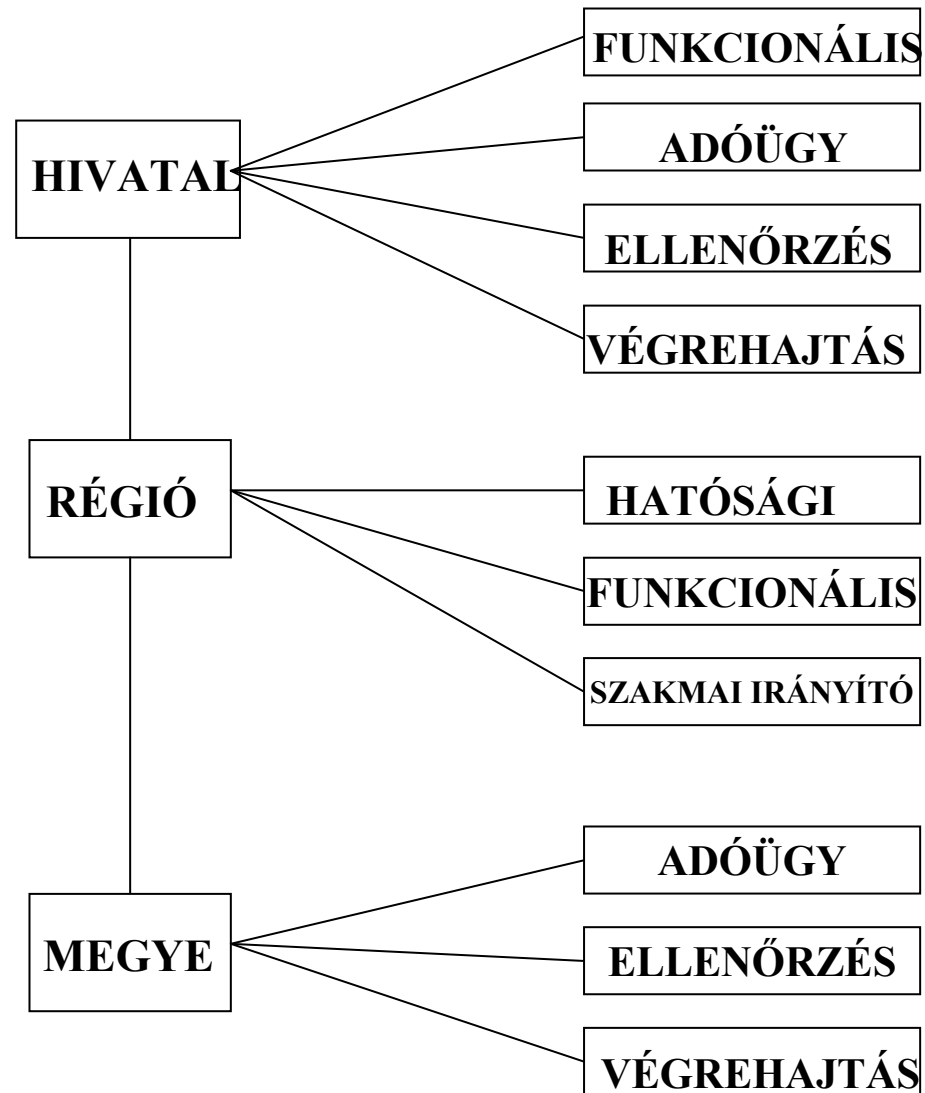 HIVATAL
FUNKCIONÁLIS
ADÓÜGY
ELLENŐRZÉS
VÉGREHAJTÁS
RÉGIÓ
HATÓSÁGI
FUNKCIONÁLIS
SZAKMAI IRÁNYÍTÓ
MEGYE
ADÓÜGY
ELLENŐRZÉS
VÉGREHAJTÁS